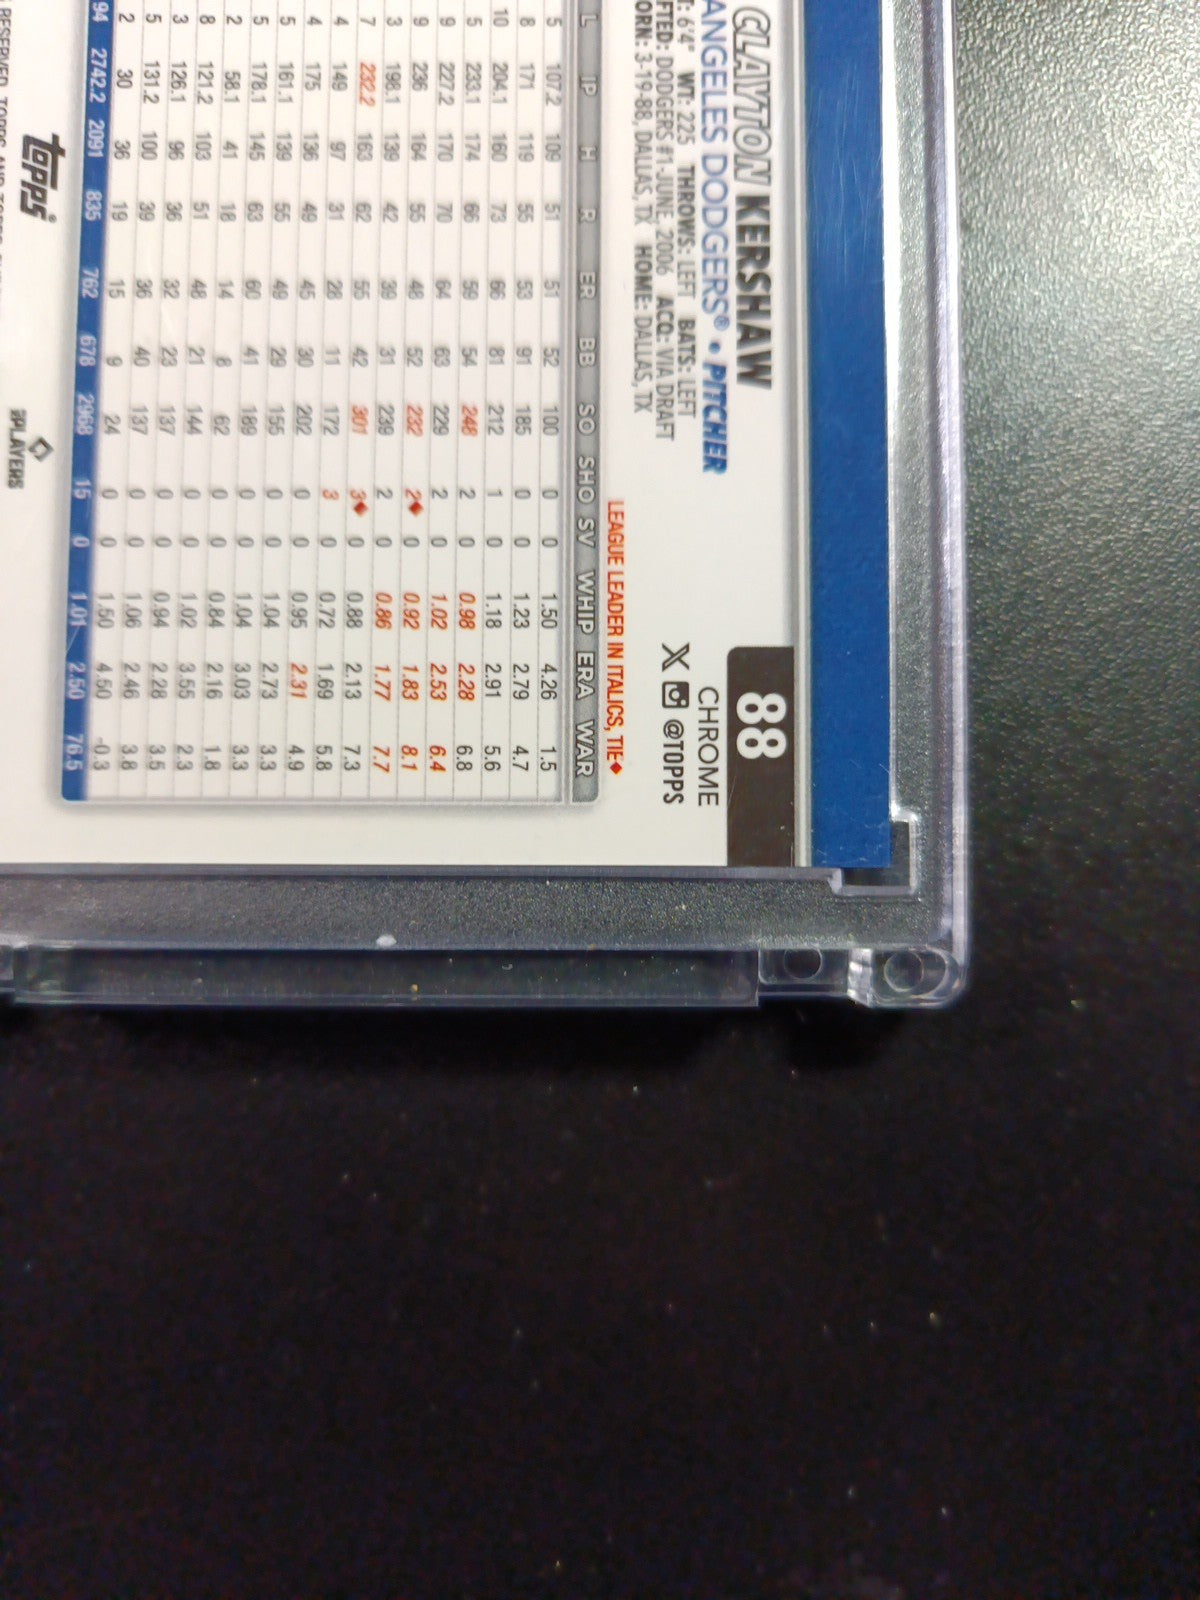 88
CLAYTON KERSHAW
CHROME
ANGELES DODGERS® • PITCHER
T: 6'4" WT: 225 THROWS: LEFT BATS: LEFT
X @TOPPS
FTED: DODGERS #1-JUNE, 2006 ACQ: VIA DRAFT
ORN: 3-19-88, DALLAS, TX HOME: DALLAS, TX
LEAGUE LEADER IN ITALICS, TIE♦
L IP H R ER BB SO SHO SV WHIP ERA WAR
5 107.2 109 51 51 52 100 0 0 1.50 4.26 1.5
8 171 119 55 53 91 185 0 0 1.23 2.79 4.7
10 204.1 160 73 66 81 212 1 0 1.18 2.91 5.6
5 233.1 174 66 59 54 248 2 0 0.98 2.28 6.8
9 227.2 170 70 64 63 229 2 0 1.02 2.53 6.4
9 236 164 55 48 52 232 2♦ 0 0.92 1.83 8.1
3 198.1 139 42 39 31 239 2 0 0.86 1.77 7.7
7 232.2 163 62 55 42 301 3♦ 0 0.88 2.13 7.3
4 149 97 31 28 11 172 3 0 0.72 1.69 5.8
4 175 136 49 45 30 202 0 0 0.95 2.31 4.9
5 161.1 139 55 49 29 155 0 0 1.04 2.73 3.3
5 178.1 145 63 60 41 189 0 0 1.04 3.03 3.3
2 58.1 41 18 14 8 62 0 0 0.84 2.16 1.8
8 121.2 103 51 48 21 144 0 0 1.02 3.55 2.3
3 126.1 96 36 32 23 137 0 0 0.94 2.28 3.5
5 131.2 100 39 36 40 137 0 0 1.06 2.46 3.8
2 30 36 19 15 9 24 0 0 1.50 4.50 -0.3
94 2742.2 2091 835 762 678 2968 15 0 1.01 2.50 76.5
topps
PLAYERS
RESERVED. TOPPS AND TOPPS